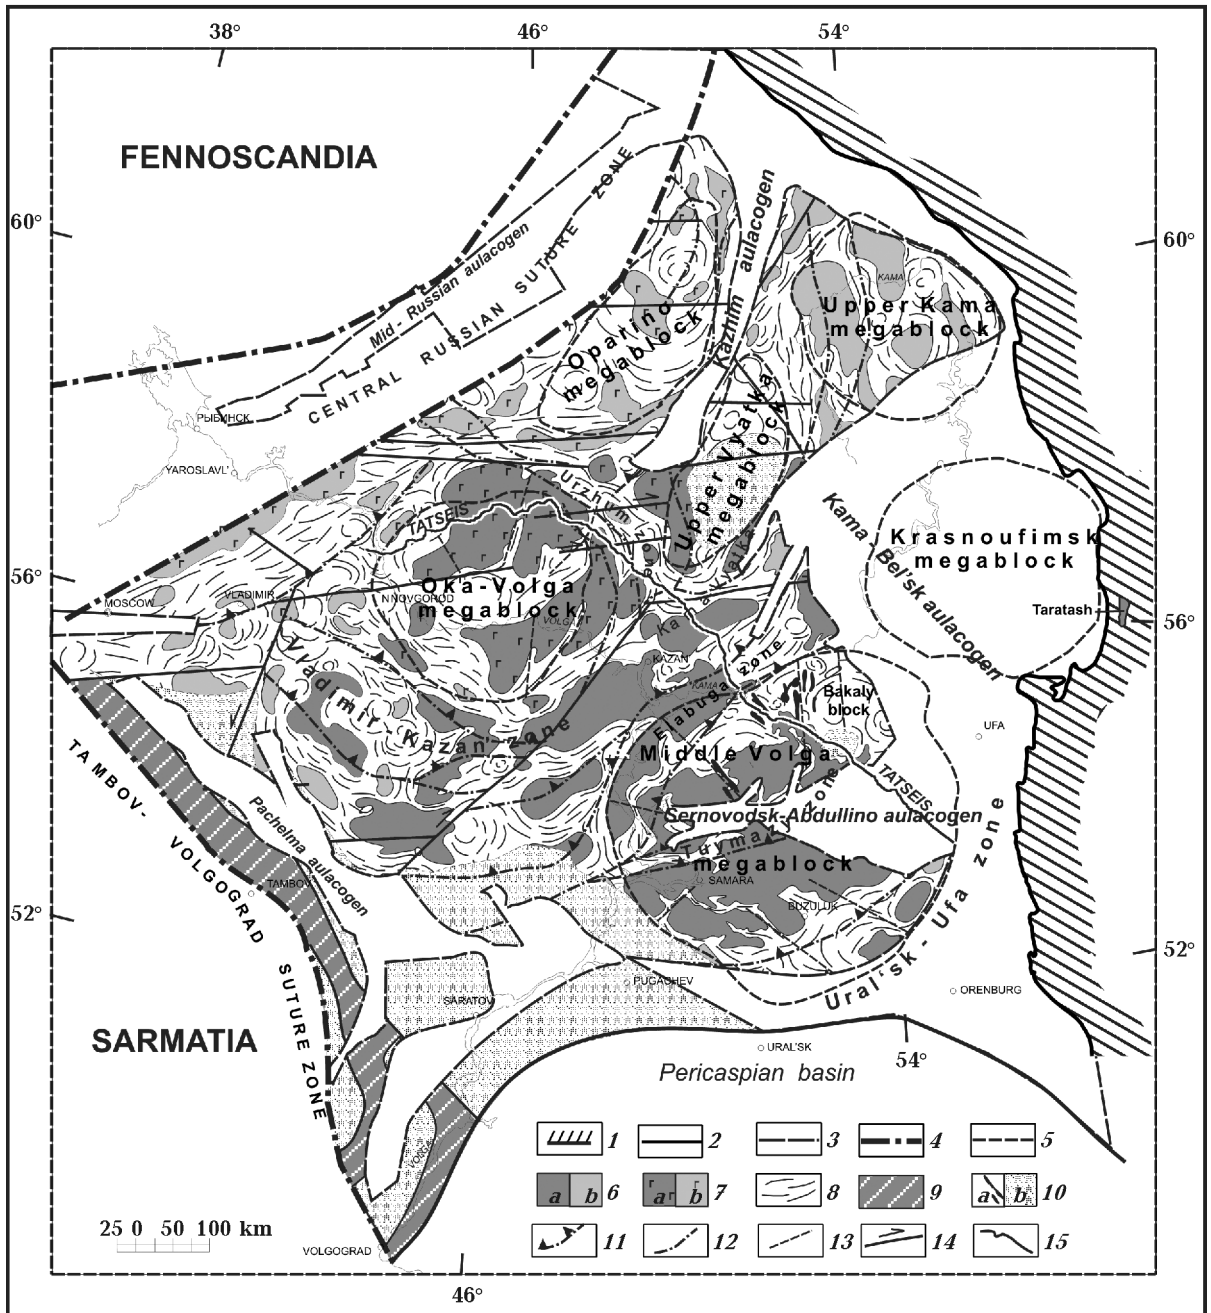 38°
46°
54°
FENNOSCANDIA
60°
60°
Mid - Russian aulacogen
CENTRAL RUSSIAN SUTURE ZONE
Kazhim aulacogen
KAMA
Upper Kama
megablock
Oparino
megablock
РЫБИНСК
YAROSLAVL'
Upper Vyatka
megablock
Urzhum
zone
TATSEIS
Kama - Bel'sk aulacogen
Krasnoufimsk
megablock
Taratash
56°
56°
MOSCOW
VLADIMIR
N NOVGOROD
Oka-Volga
megablock
VOLGA
KAZAN
KAMA
Vladimir - Kazan zone
Elabuga zone
Bakaly
block
UFA
Middle Volga
TATSEIS
Sernovodsk-Abdullino aulacogen
Tuymazy zone
megablock
SAMARA
BUZULUK
Pachelma aulacogen
TAMBOV
TAMBOV - VOLGOGRAD SUTURE ZONE
52°
52°
Ural'sk - Ufa zone
PUGACHEV
ORENBURG
SARATOV
SARMATIA
URAL'SK
54°
Pericaspian basin
VOLGA
1
2
3
4
5
a b 6
a b 7
8
9
a b 10
11
12
13
14
15
25 0 50 100 km
VOLGOGRAD
46°